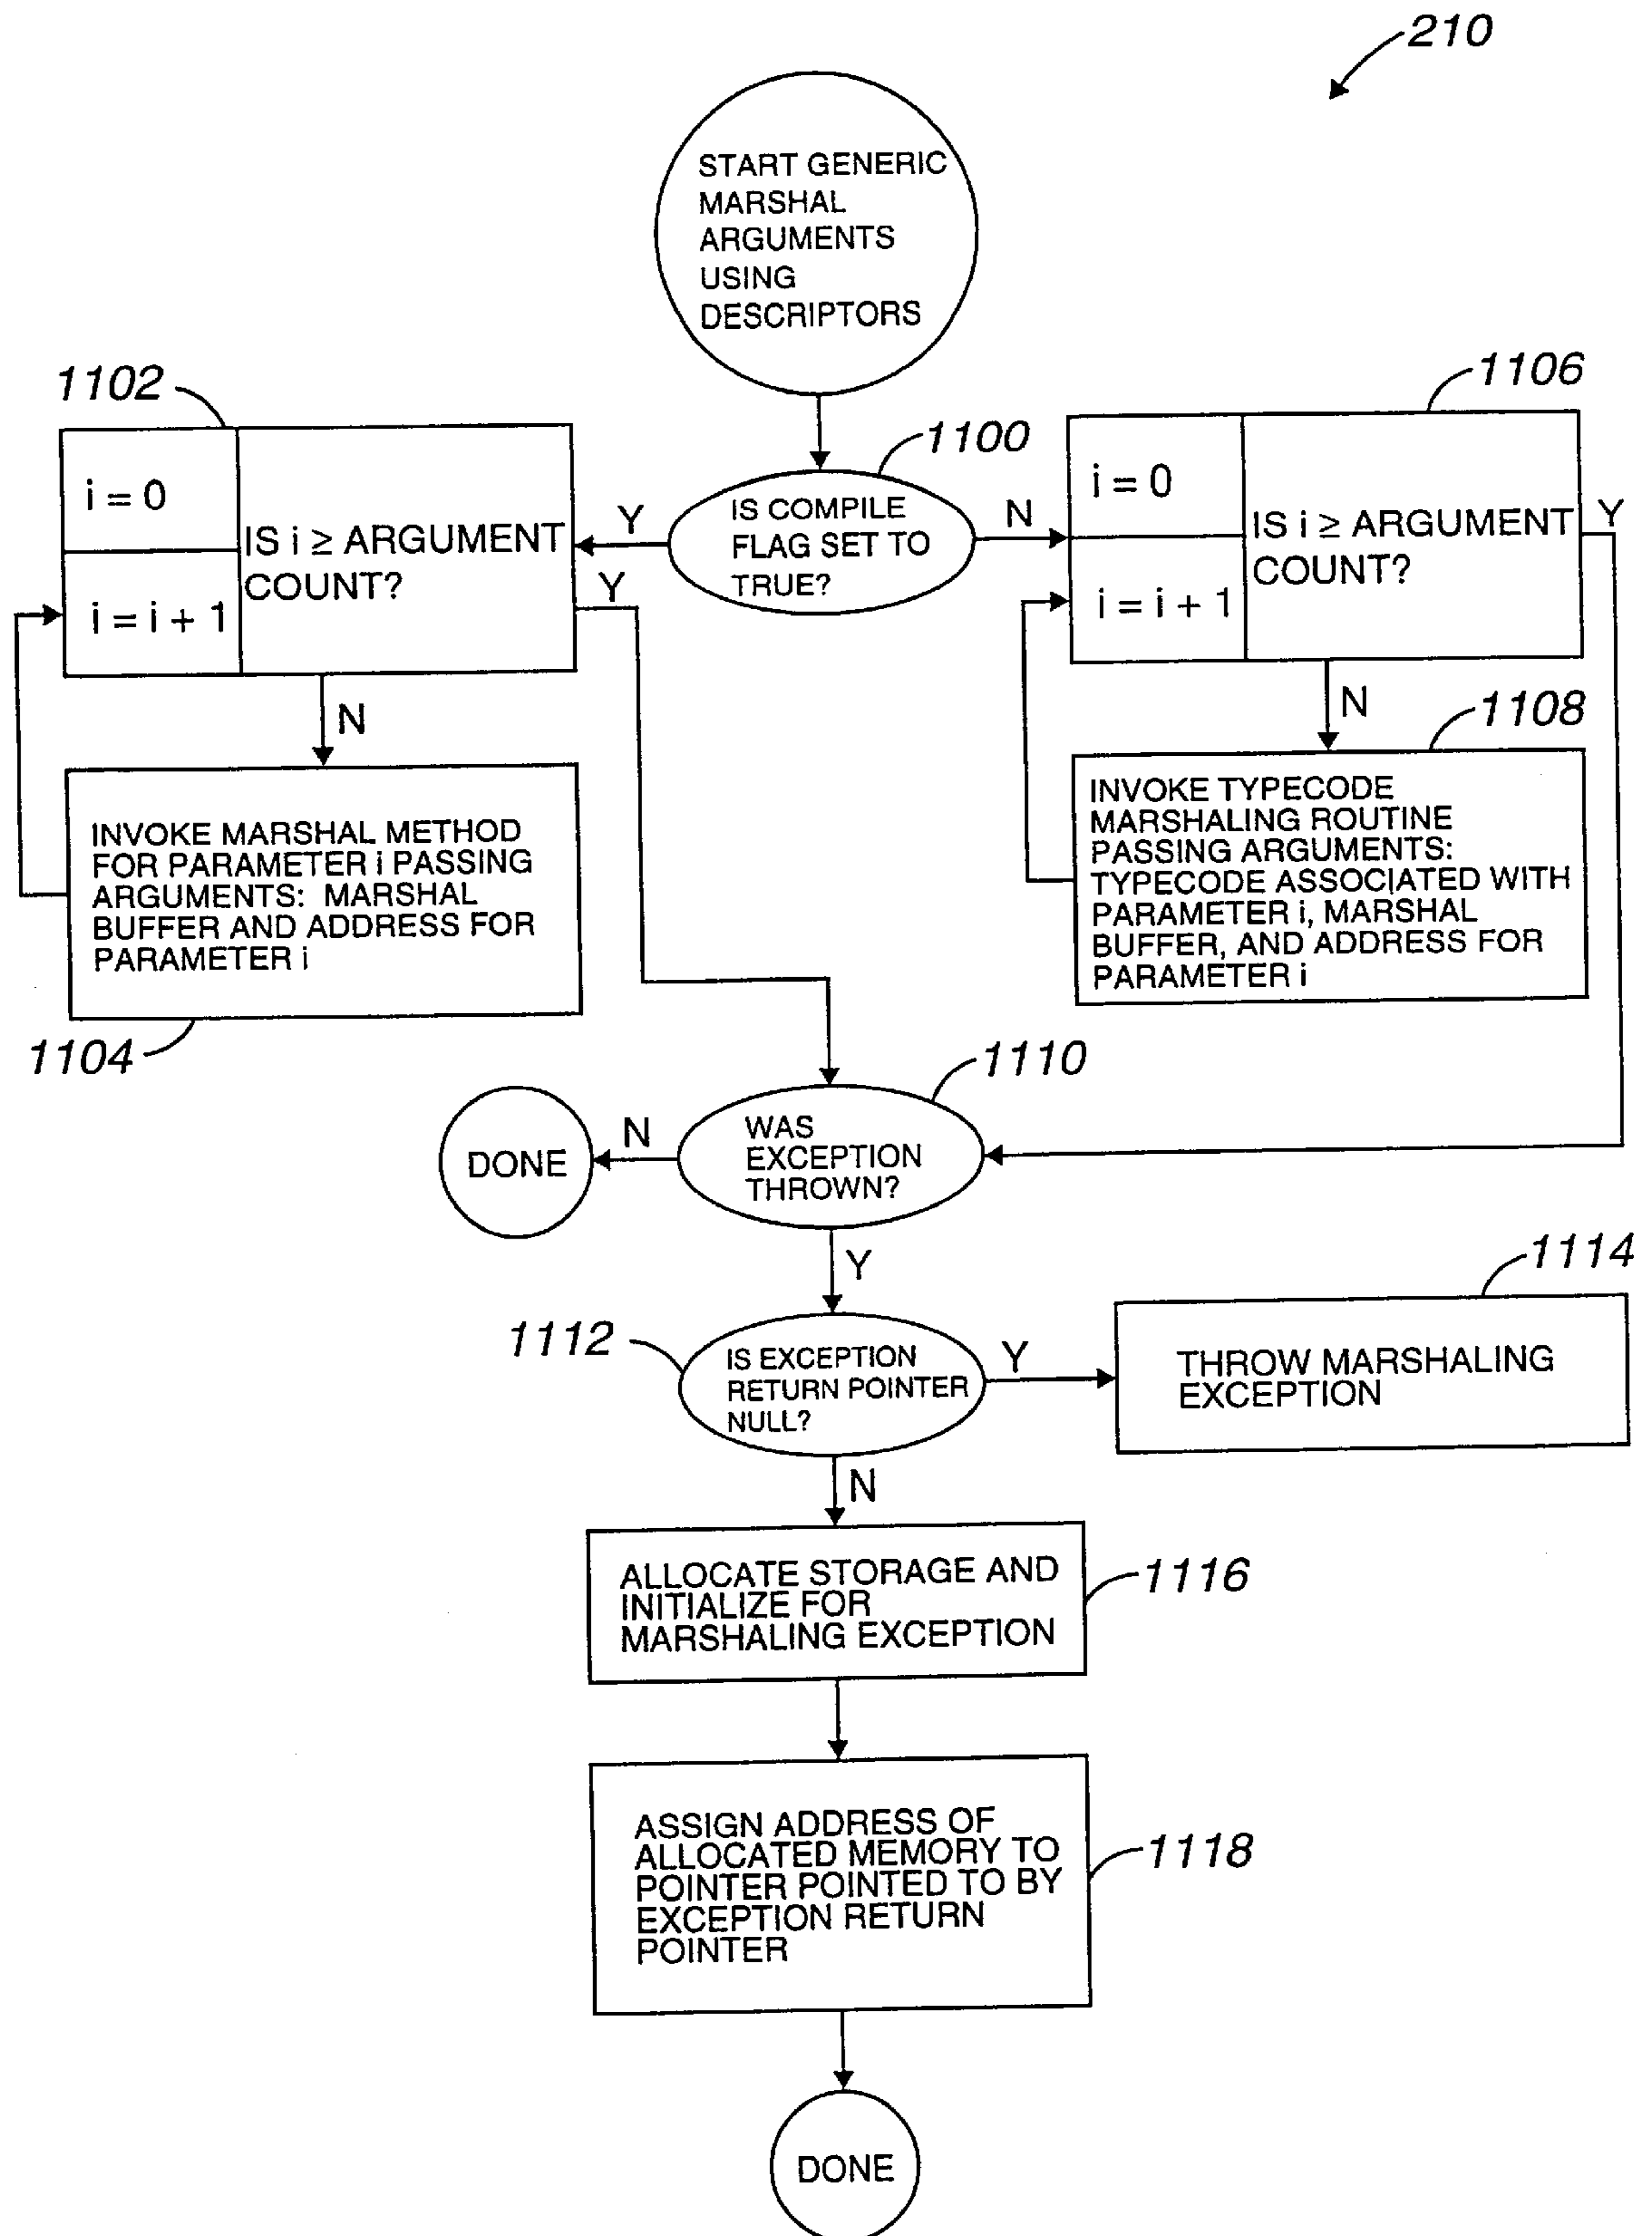 210
START GENERIC
MARSHAL
ARGUMENTS
USING
DESCRIPTORS
1102
i = 0
i = i + 1
IS i ≥ ARGUMENT
COUNT?
Y
N
1100
IS COMPILE
FLAG SET TO
TRUE?
Y
N
1106
i = 0
i = i + 1
IS i ≥ ARGUMENT
COUNT?
Y
N
INVOKE MARSHAL METHOD
FOR PARAMETER i PASSING
ARGUMENTS: MARSHAL
BUFFER AND ADDRESS FOR
PARAMETER i
1104
1108
INVOKE TYPECODE
MARSHALING ROUTINE
PASSING ARGUMENTS:
TYPECODE ASSOCIATED WITH
PARAMETER i, MARSHAL
BUFFER, AND ADDRESS FOR
PARAMETER i
1110
WAS
EXCEPTION
THROWN?
N
DONE
Y
1112
IS EXCEPTION
RETURN POINTER
NULL?
Y
1114
THROW MARSHALING
EXCEPTION
N
ALLOCATE STORAGE AND
INITIALIZE FOR
MARSHALING EXCEPTION
1116
ASSIGN ADDRESS OF
ALLOCATED MEMORY TO
POINTER POINTED TO BY
EXCEPTION RETURN
POINTER
1118
DONE